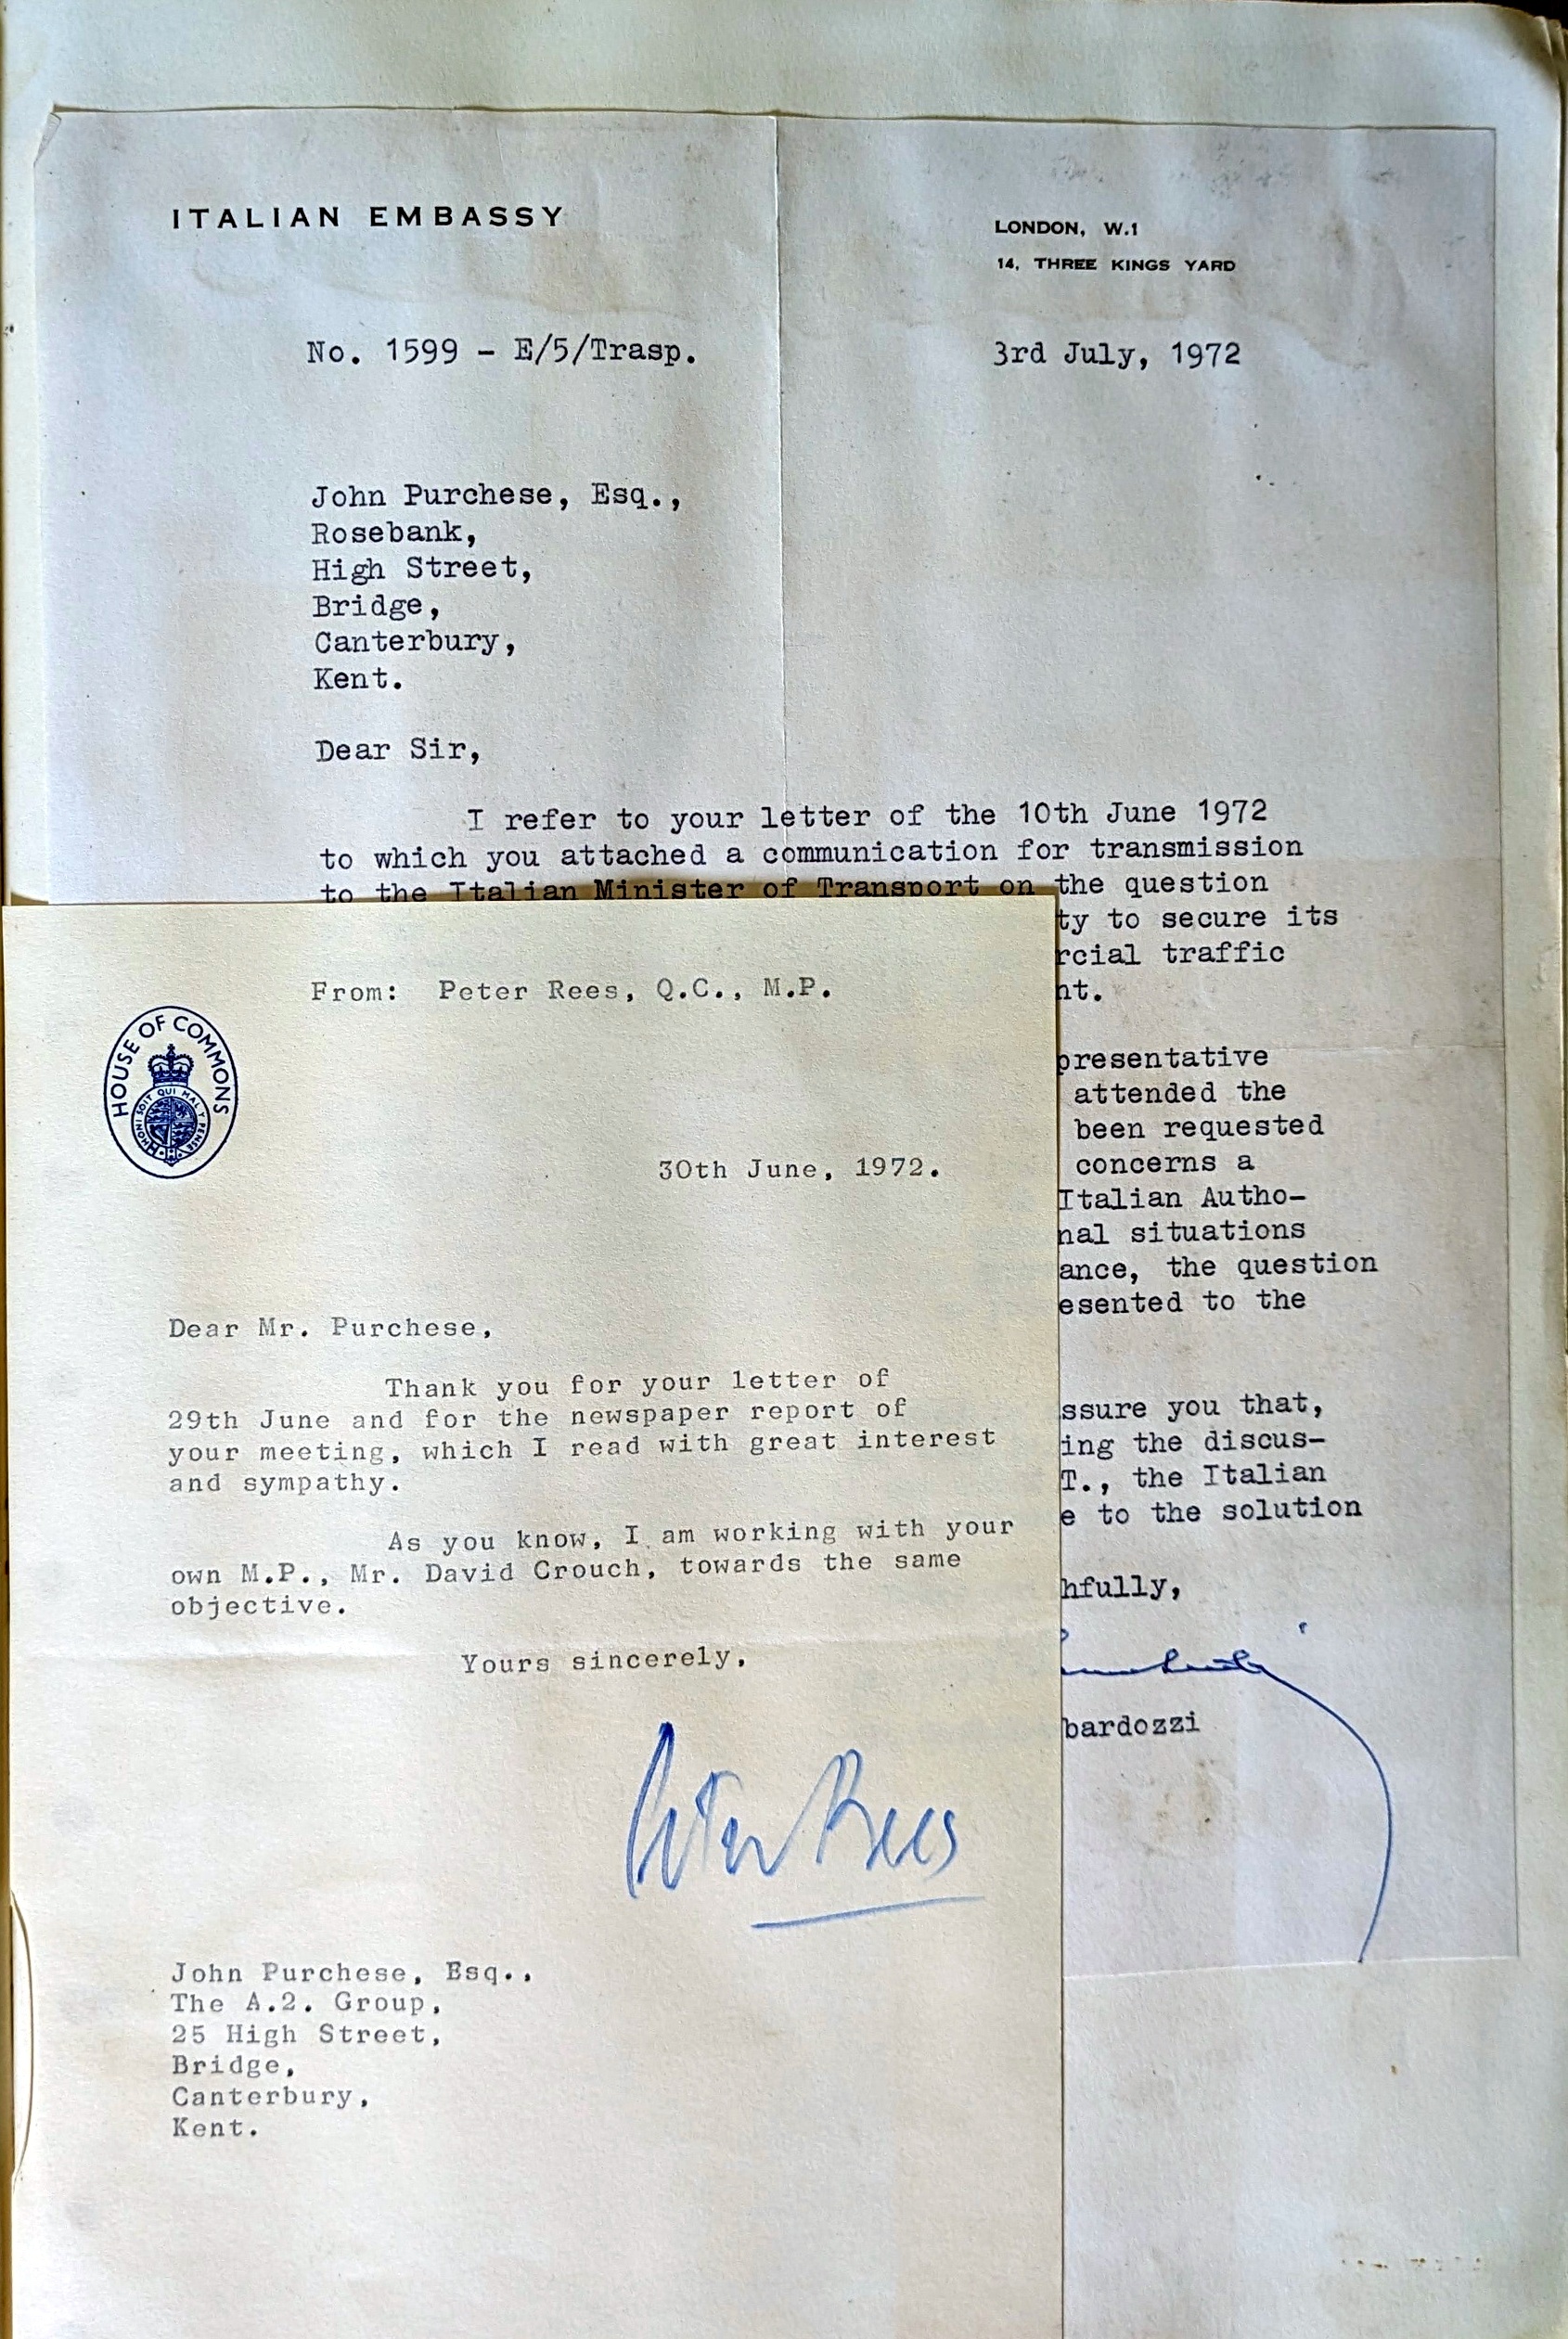 ITALIAN EMBASSY
LONDON, W.1
14, THREE KINGS YARD
No. 1599 - E/5/Trasp.
3rd July, 1972
John Purchese, Esq.,
Rosebank,
High Street,
Bridge,
Canterbury,
Kent.
Dear Sir,
I refer to your letter of the 10th June 1972
to which you attached a communication for transmission
to the Italian Minister of Transport on the question
ty to secure its
rcial traffic
nt.
presentative
attended the
been requested
concerns a
Italian Autho-
nal situations
ance, the question
esented to the
ssure you that,
ing the discus-
T., the Italian
e to the solution
hfully,
bardozzi
From: Peter Rees, Q.C., M.P.
HOUSE OF COMMONS
HONI SOIT QUI MAL Y PENSE
30th June, 1972.
Dear Mr. Purchese,
Thank you for your letter of
29th June and for the newspaper report of
your meeting, which I read with great interest
and sympathy.
As you know, I am working with your
own M.P., Mr. David Crouch, towards the same
objective.
Yours sincerely,
Peter Rees
John Purchese, Esq.,
The A.2. Group,
25 High Street,
Bridge,
Canterbury,
Kent.